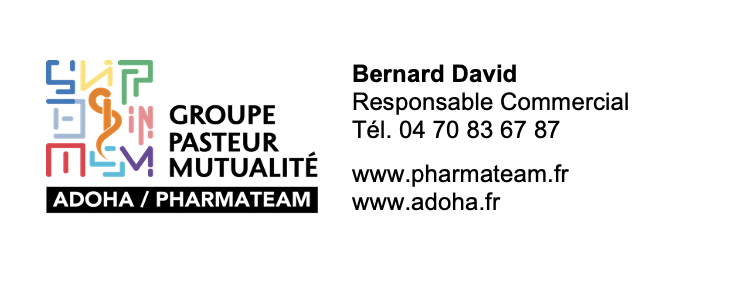 GROUPE
PASTEUR
MUTUALITÉ
ADOHA / PHARMATEAM
Bernard David
Responsable Commercial
Tél. 04 70 83 67 87
www.pharmateam.fr
www.adoha.fr